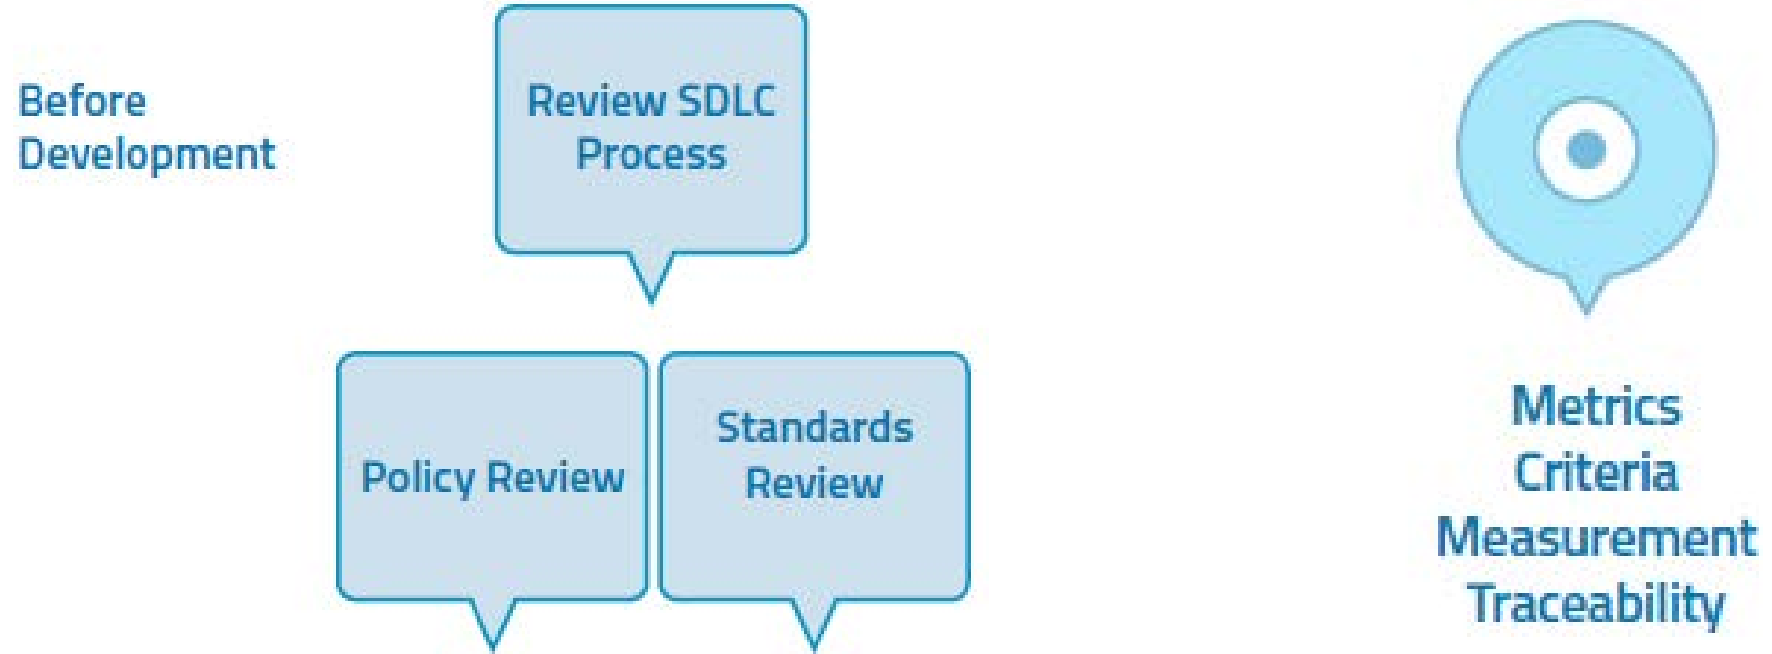 Before
Development
Review SDLC
Process
Policy Review
Standards
Review
Metrics
Criteria
Measurement
Traceability